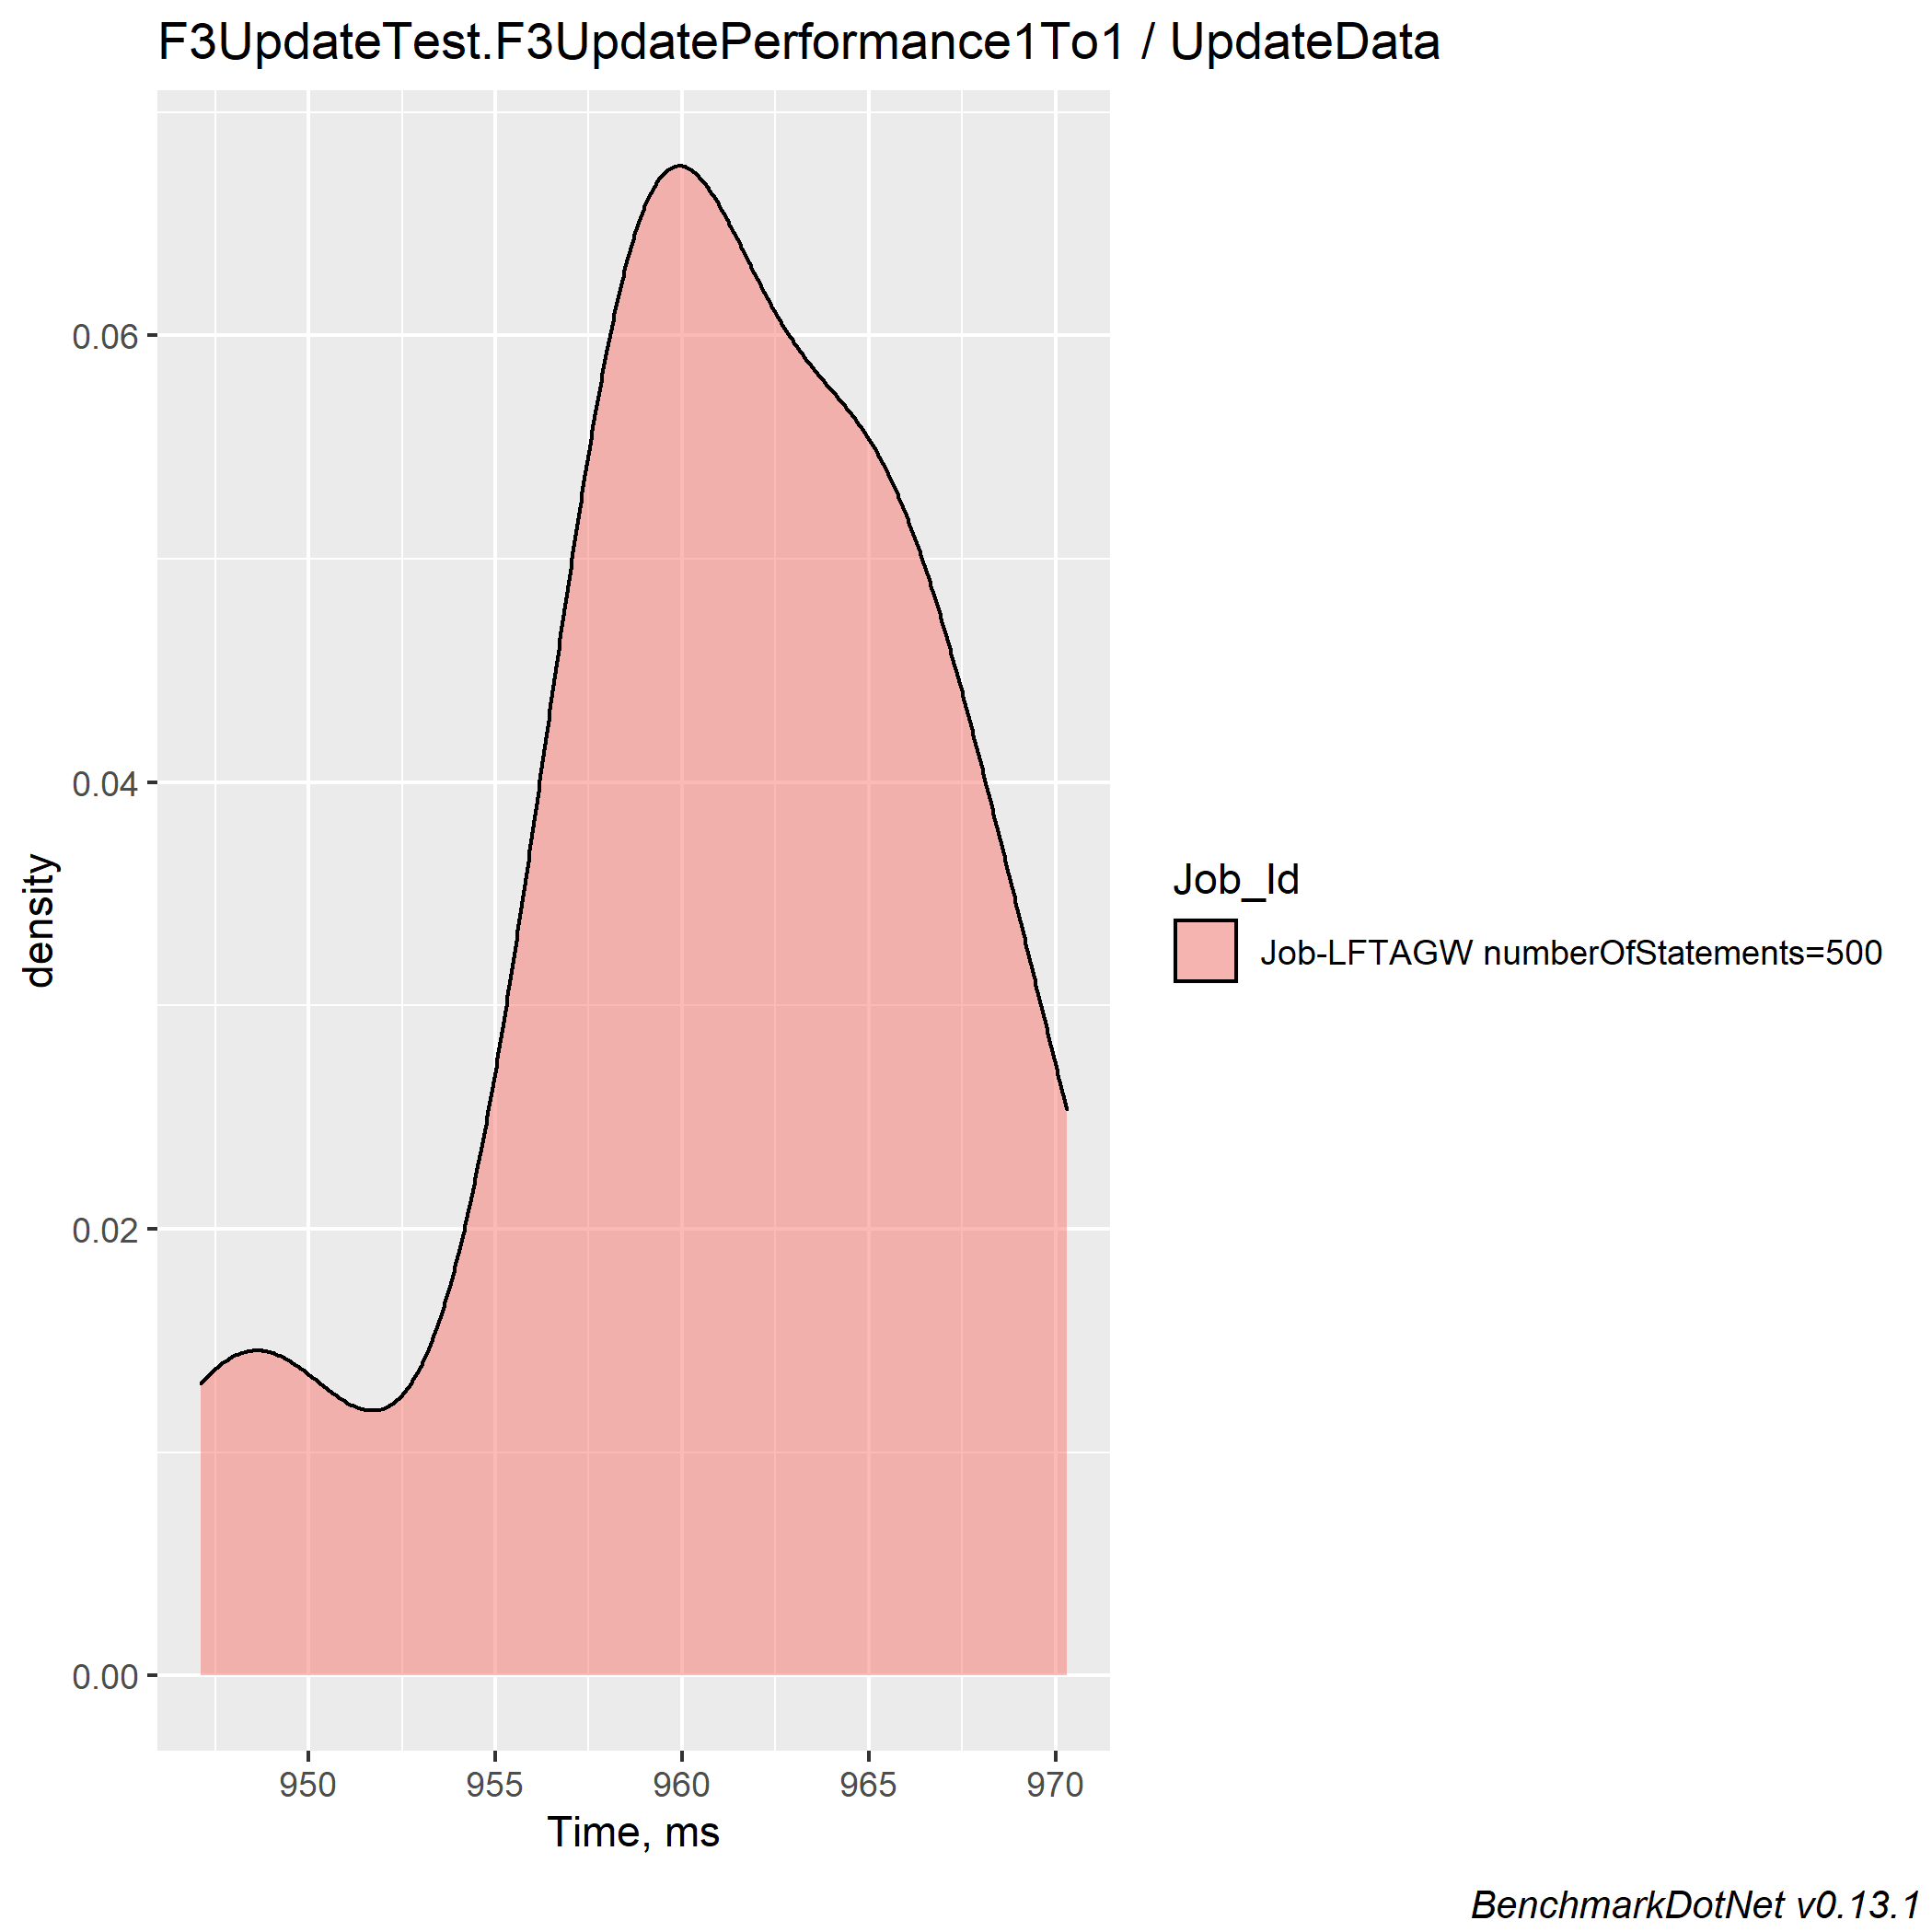 F3UpdateTest.F3UpdatePerformance1To1 / UpdateData
density
0.06
0.04
0.02
0.00
950 955 960 965 970
Time, ms
Job_Id
Job-LFTAGW numberOfStatements=500
BenchmarkDotNet v0.13.1